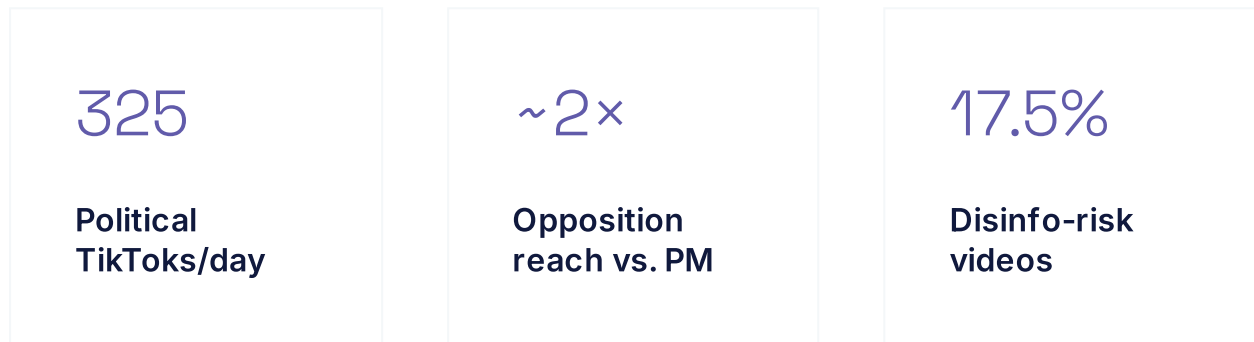 325
Political
TikToks/day
~2×
Opposition
reach vs. PM
17.5%
Disinfo-risk
videos